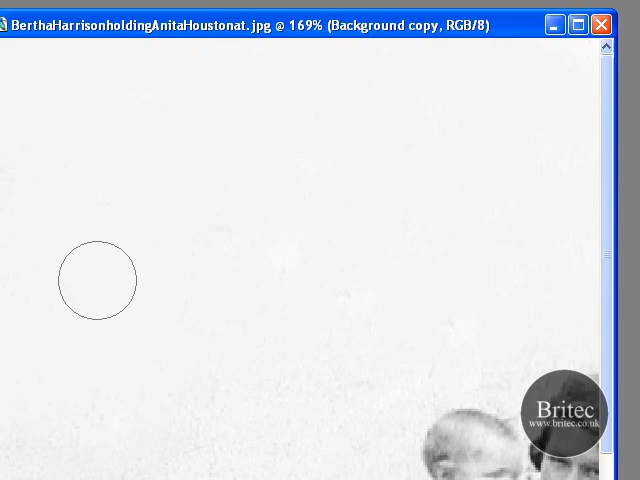 BerthaHarrisonholdingAnitaHoustonat.jpg @ 169% (Background copy, RGB/8)
Britec
www.britec.co.uk